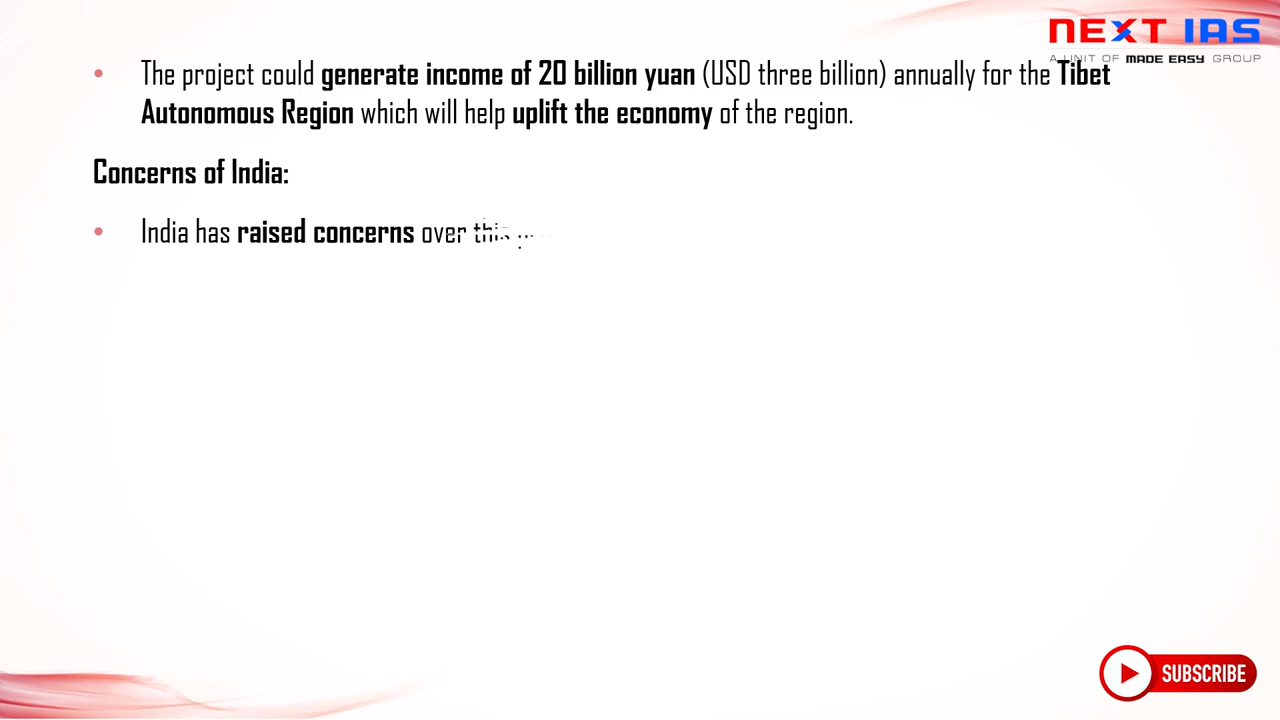 NEXT IAS
A UNIT OF MADE EASY GROUP
• The project could generate income of 20 billion yuan (USD three billion) annually for the Tibet
Autonomous Region which will help uplift the economy of the region.
Concerns of India:
• India has raised concerns over this
SUBSCRIBE